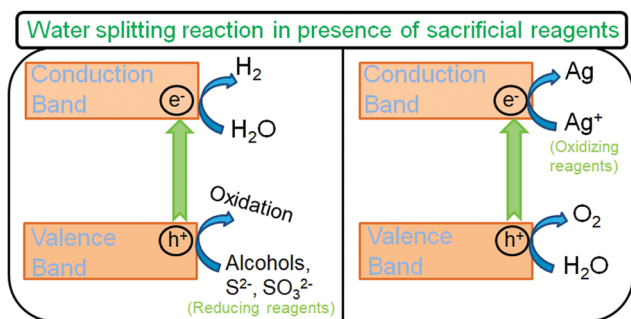 Water splitting reaction in presence of sacrificial reagents
Conduction
Band
e⁻
H₂
H₂O
Oxidation
Valence
Band
h⁺
Alcohols,
S²⁻, SO₃²⁻
(Reducing reagents)
Conduction
Band
e⁻
Ag
Ag⁺
(Oxidizing
reagents)
Valence
Band
h⁺
O₂
H₂O